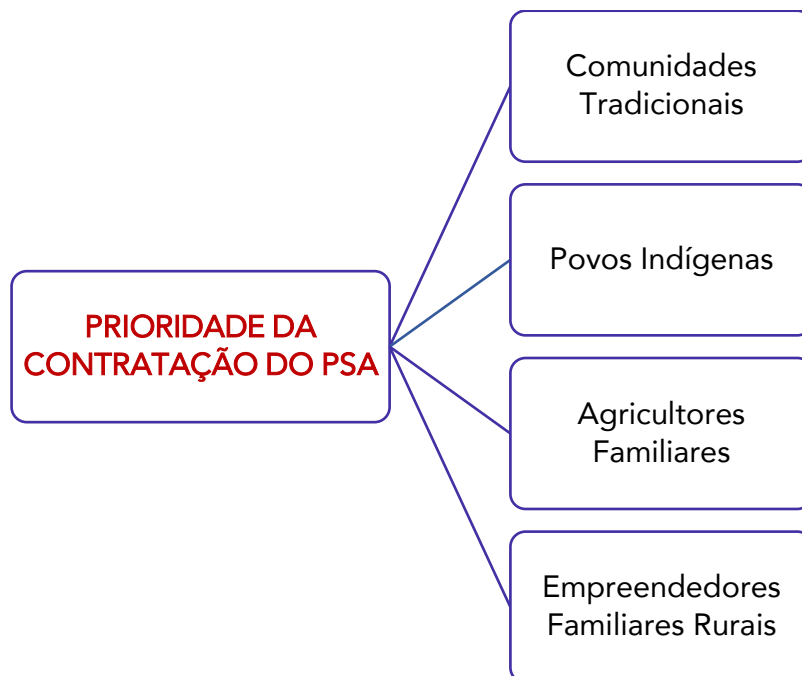 PRIORIDADE DA
CONTRATAÇÃO DO PSA
Comunidades
Tradicionais
Povos Indígenas
Agricultores
Familiares
Empreendedores
Familiares Rurais